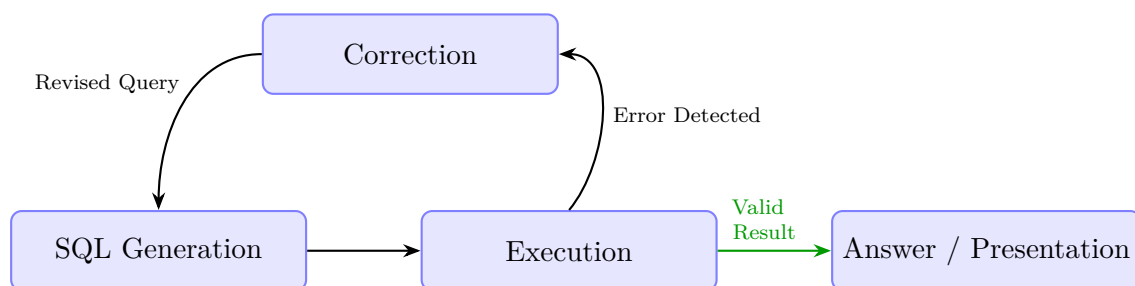 Correction
Revised Query
Error Detected
SQL Generation
Execution
Valid
Result
Answer / Presentation